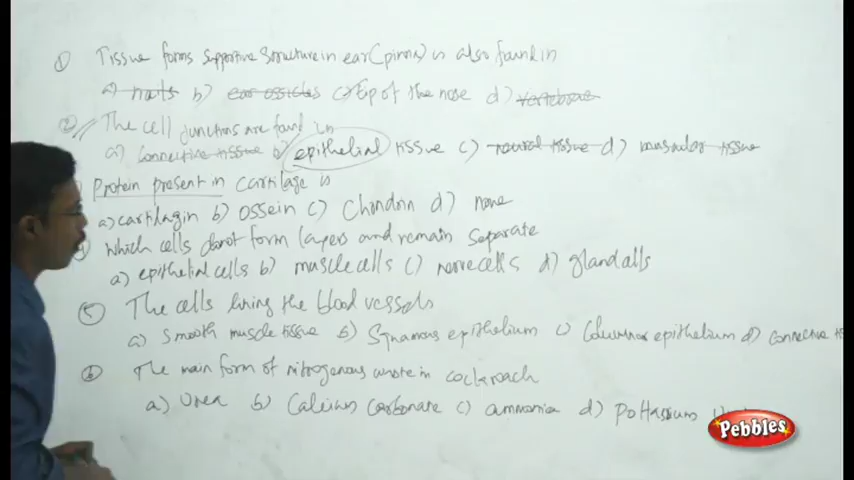 ① Tissue forms supportive structure in ear (pinna) is also found in
a) nails b) ear ossicles c) tip of the nose d) vertebrae
② The cell junctions are found in
a) connective tissue b) epithelial tissue c) neural tissue d) muscular tissue
Protein present in cartilage is
a) cartilagin b) ossein c) chondrin d) none
which cells donot form layers and remain separate
a) epithelial cells b) muscle cells c) nerve cells d) gland cells
⑤ The cells lining the blood vessels
a) Smooth muscle tissue b) Squamous epithelium c) Columnar epithelium d) connective
⑥ The main form of nitrogenous waste in cockroach
a) Urea b) Calcium carbonate c) ammonia d) Pottassium
Pebbles